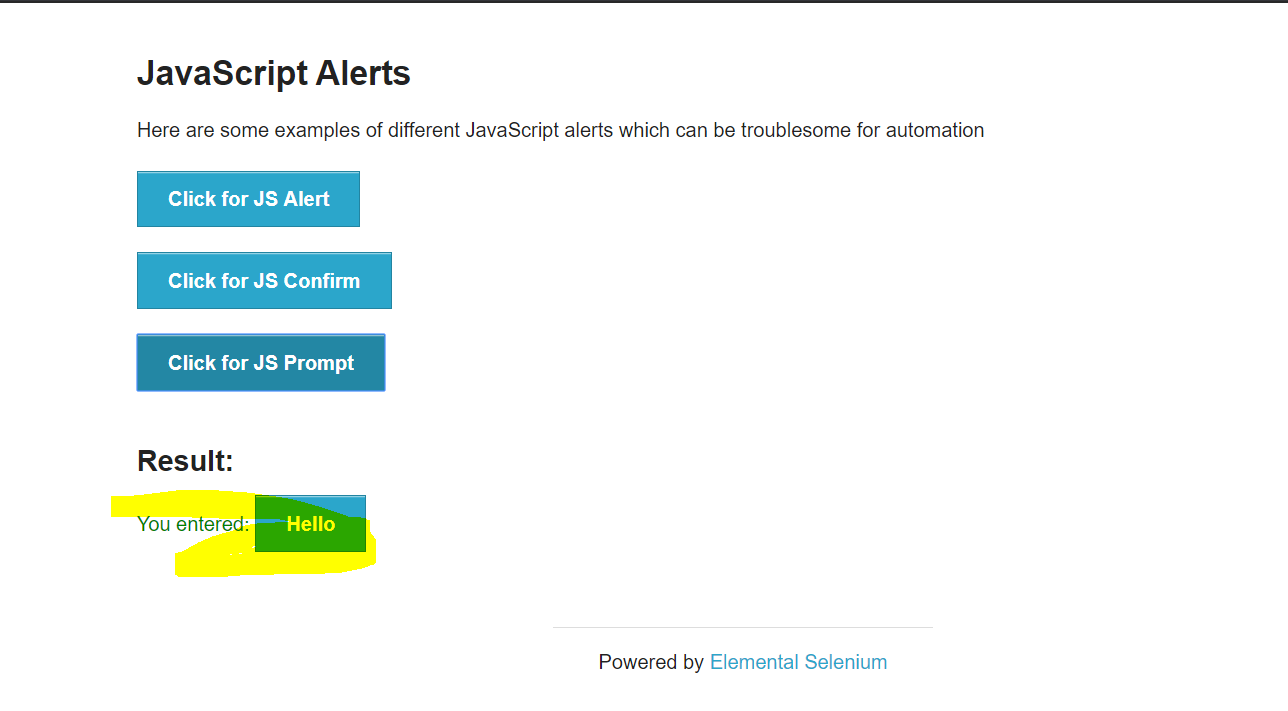 JavaScript Alerts
Here are some examples of different JavaScript alerts which can be troublesome for automation
Click for JS Alert
Click for JS Confirm
Click for JS Prompt
Result:
You entered: Hello
Powered by Elemental Selenium